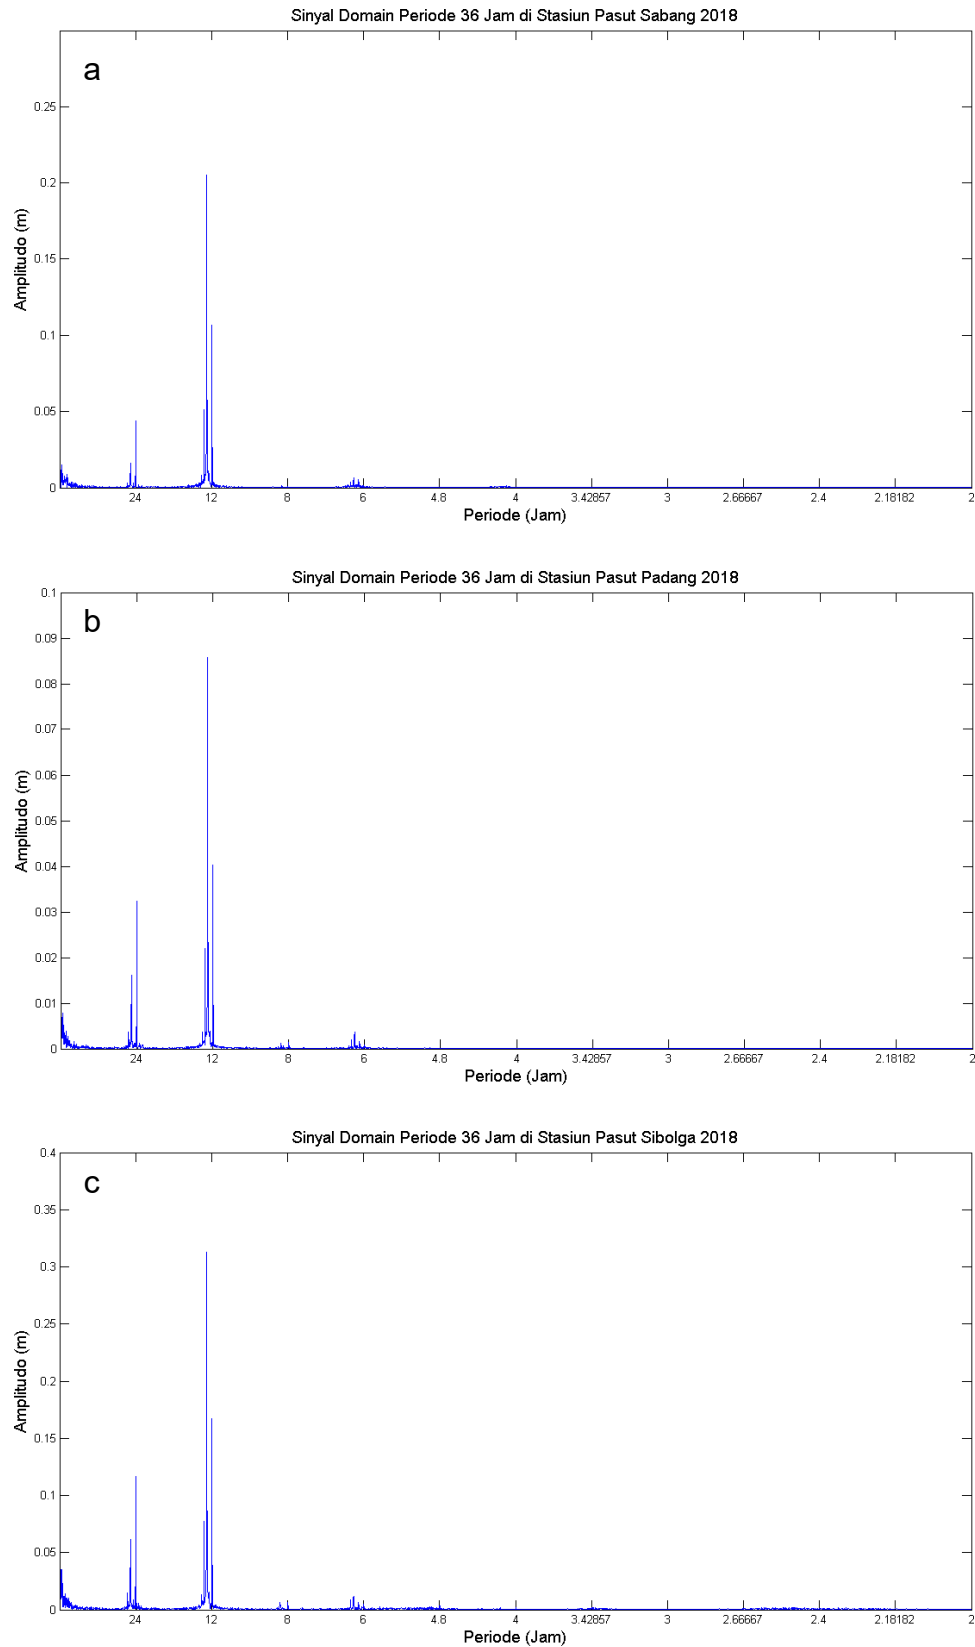 Sinyal Domain Periode 36 Jam di Stasiun Pasut Sabang 2018
a
0.25
0.2
0.15
0.1
0.05
0
Amplitudo (m)
24 12 8 6 4.8 4 3.42857 3 2.66667 2.4 2.18182 2
Periode (Jam)
Sinyal Domain Periode 36 Jam di Stasiun Pasut Padang 2018
b
0.1
0.09
0.08
0.07
0.06
0.05
0.04
0.03
0.02
0.01
0
Amplitudo (m)
24 12 8 6 4.8 4 3.42857 3 2.66667 2.4 2.18182 2
Periode (Jam)
Sinyal Domain Periode 36 Jam di Stasiun Pasut Sibolga 2018
c
0.4
0.35
0.3
0.25
0.2
0.15
0.1
0.05
0
Amplitudo (m)
24 12 8 6 4.8 4 3.42857 3 2.66667 2.4 2.18182 2
Periode (Jam)